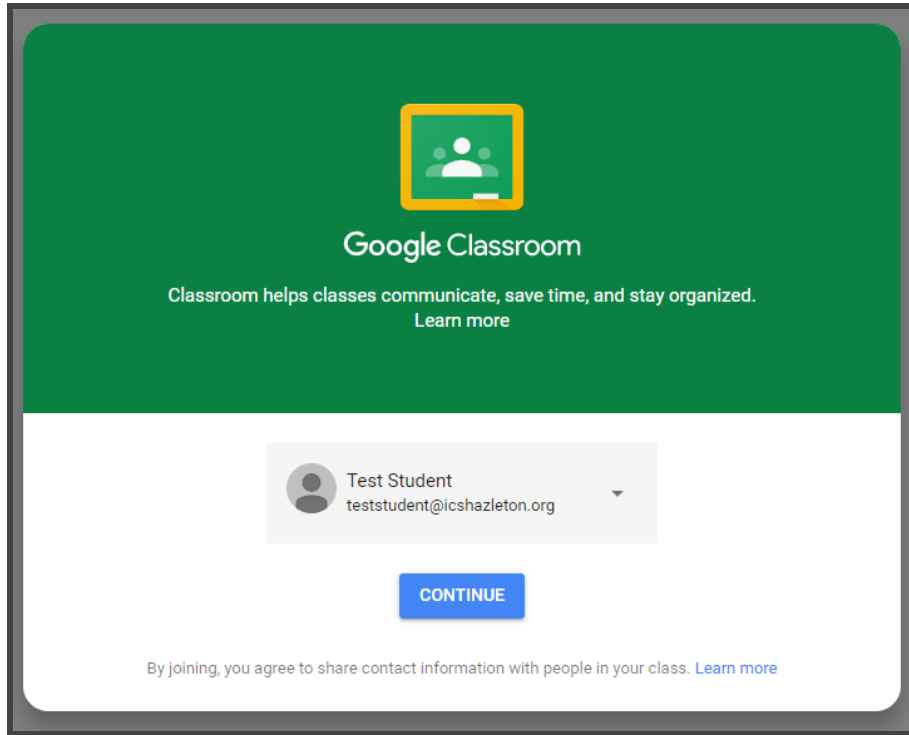 Google Classroom
Classroom helps classes communicate, save time, and stay organized.
Learn more
Test Student
teststudent@icshazleton.org
CONTINUE
By joining, you agree to share contact information with people in your class. Learn more